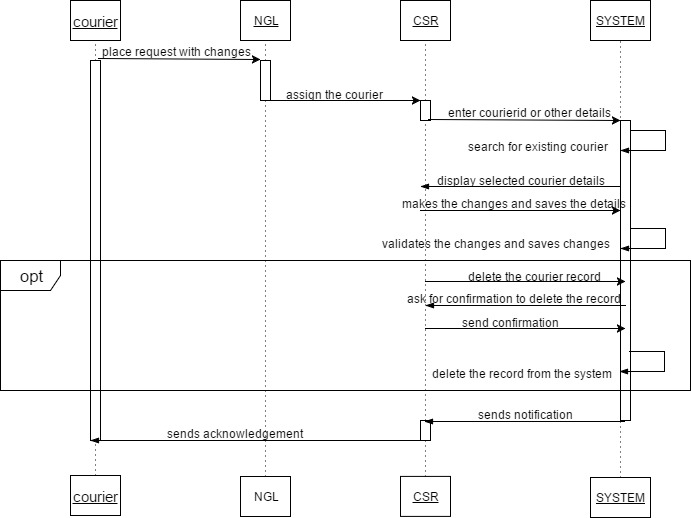 courier NGL CSR SYSTEM
place request with changes
assign the courier
enter courierid or other details
search for existing courier
display selected courier details
makes the changes and saves the details
validates the changes and saves changes
opt
delete the courier record
ask for confirmation to delete the record
send confirmation
delete the record from the system
sends notification
sends acknowledgement
courier NGL CSR SYSTEM